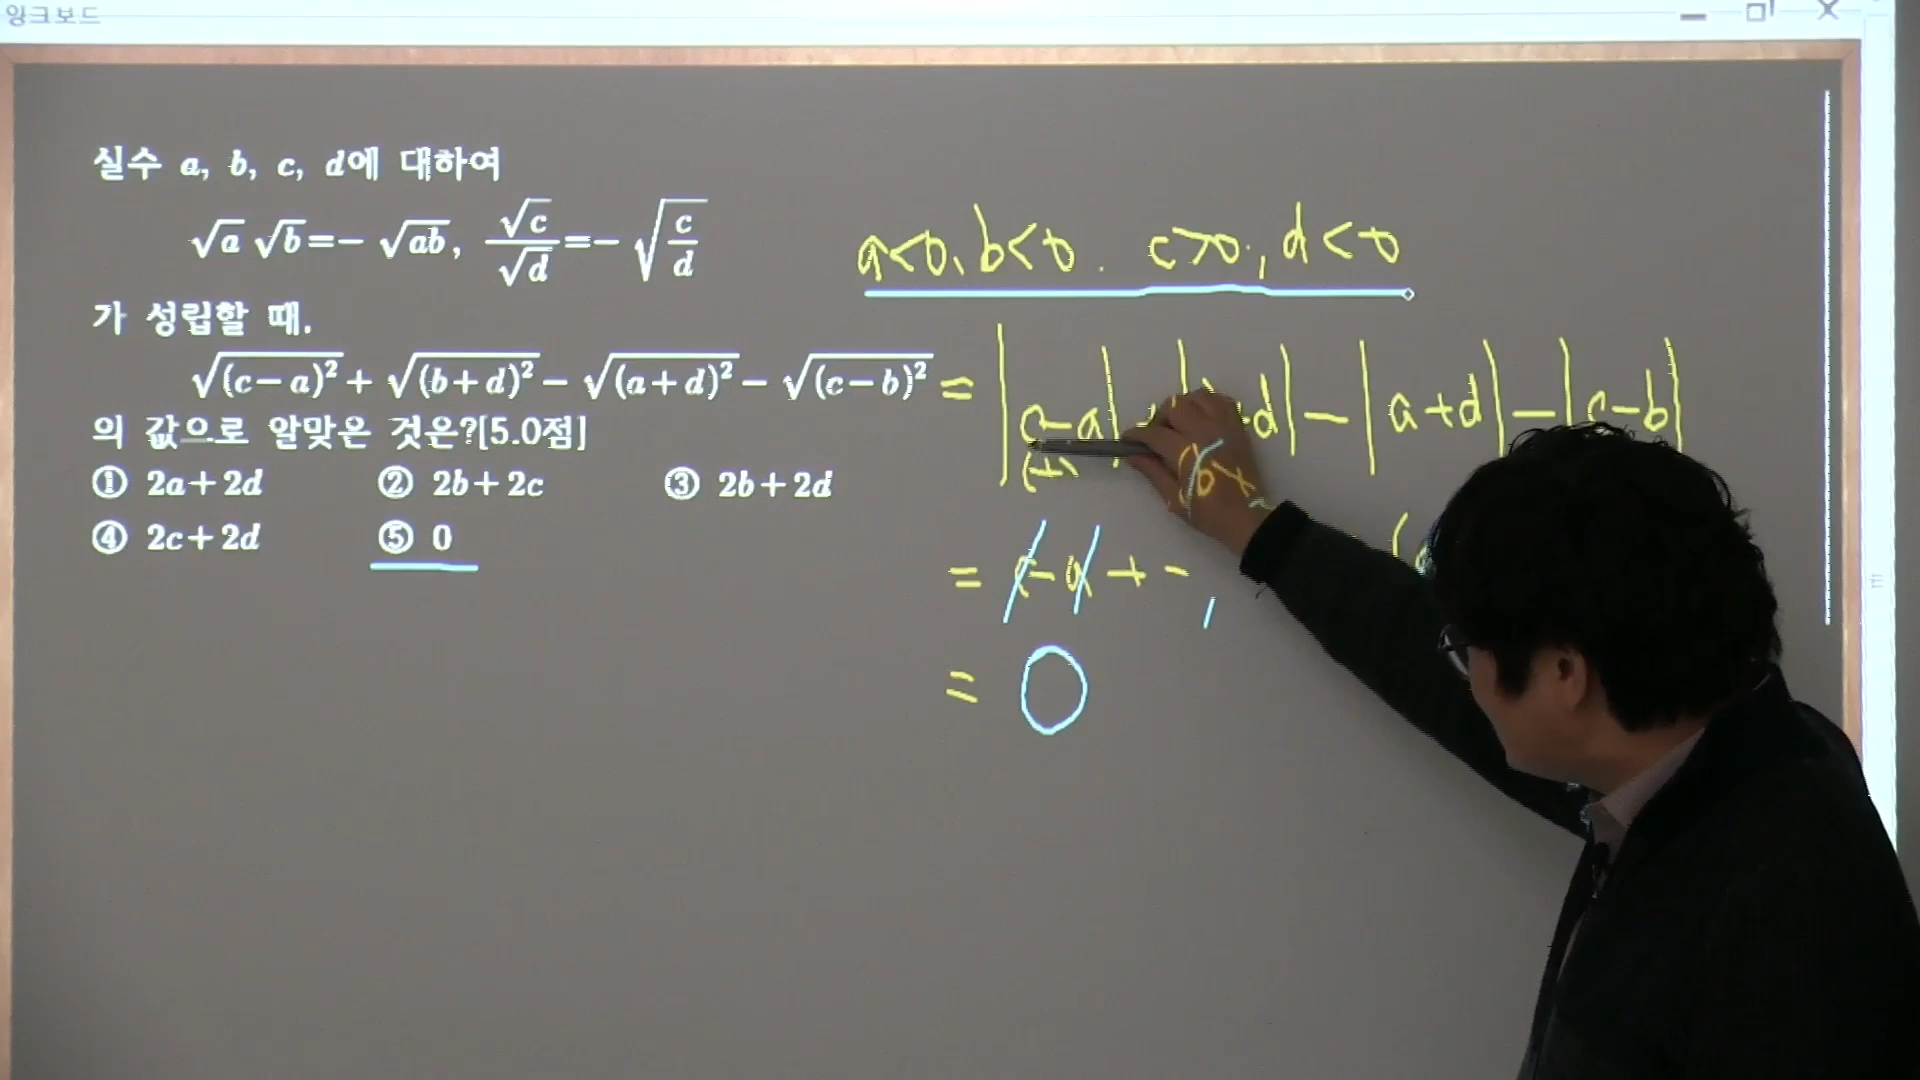 잉크보드
실수 a, b, c, d에 대하여
√a √b=− √ab, √c/√d=−√(c/d)
가 성립할 때,
√(c−a)²+ √(b+d)²− √(a+d)²− √(c−b)²
의 값으로 알맞은 것은?[5.0점]
① 2a+2d ② 2b+2c ③ 2b+2d
④ 2c+2d ⑤ 0
a<0, b<0. c>0, d<0
= |c−a| +d| − |a+d| − |c−b|
(+) (b+
= c−a + −
= 0